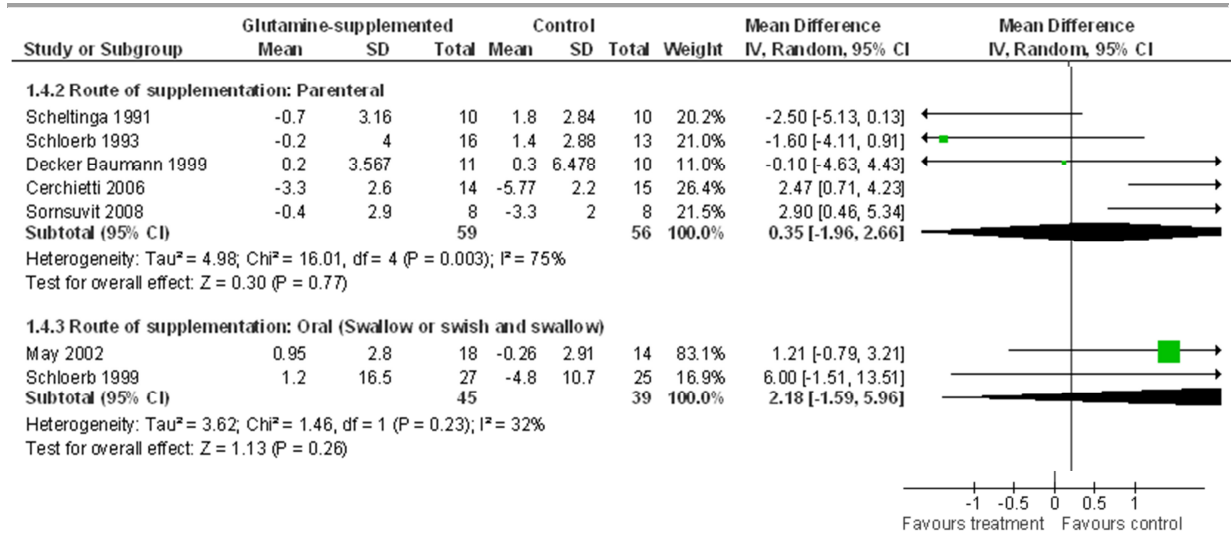 Glutamine-supplemented Control Mean Difference Mean Difference
Study or Subgroup Mean SD Total Mean SD Total Weight IV, Random, 95% CI IV, Random, 95% CI
1.4.2 Route of supplementation: Parenteral
Scheltinga 1991 -0.7 3.16 10 1.8 2.84 10 20.2% -2.50 [-5.13, 0.13]
Schloerb 1993 -0.2 4 16 1.4 2.88 13 21.0% -1.60 [-4.11, 0.91]
Decker Baumann 1999 0.2 3.567 11 0.3 6.478 10 11.0% -0.10 [-4.63, 4.43]
Cerchietti 2006 -3.3 2.6 14 -5.77 2.2 15 26.4% 2.47 [0.71, 4.23]
Sornsuvit 2008 -0.4 2.9 8 -3.3 2 8 21.5% 2.90 [0.46, 5.34]
Subtotal (95% CI) 59 56 100.0% 0.35 [-1.96, 2.66]
Heterogeneity: Tau² = 4.98; Chi² = 16.01, df = 4 (P = 0.003); I² = 75%
Test for overall effect: Z = 0.30 (P = 0.77)
1.4.3 Route of supplementation: Oral (Swallow or swish and swallow)
May 2002 0.95 2.8 18 -0.26 2.91 14 83.1% 1.21 [-0.79, 3.21]
Schloerb 1999 1.2 16.5 27 -4.8 10.7 25 16.9% 6.00 [-1.51, 13.51]
Subtotal (95% CI) 45 39 100.0% 2.18 [-1.59, 5.96]
Heterogeneity: Tau² = 3.62; Chi² = 1.46, df = 1 (P = 0.23); I² = 32%
Test for overall effect: Z = 1.13 (P = 0.26)
-1 -0.5 0 0.5 1
Favours treatment Favours control